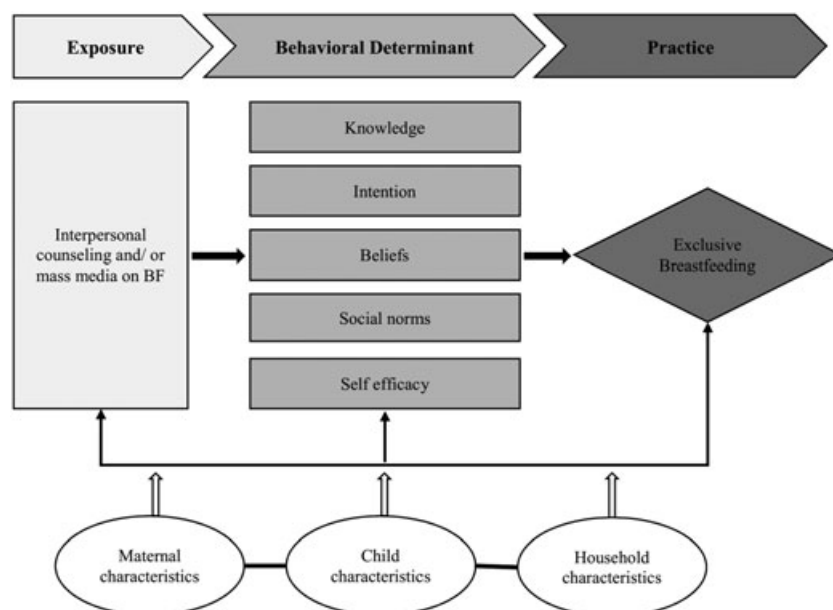 Exposure
Behavioral Determinant
Practice
Knowledge
Intention
Interpersonal
counseling and/ or
mass media on BF
Beliefs
Exclusive
Breastfeeding
Social norms
Self efficacy
Maternal
characteristics
Child
characteristics
Household
characteristics